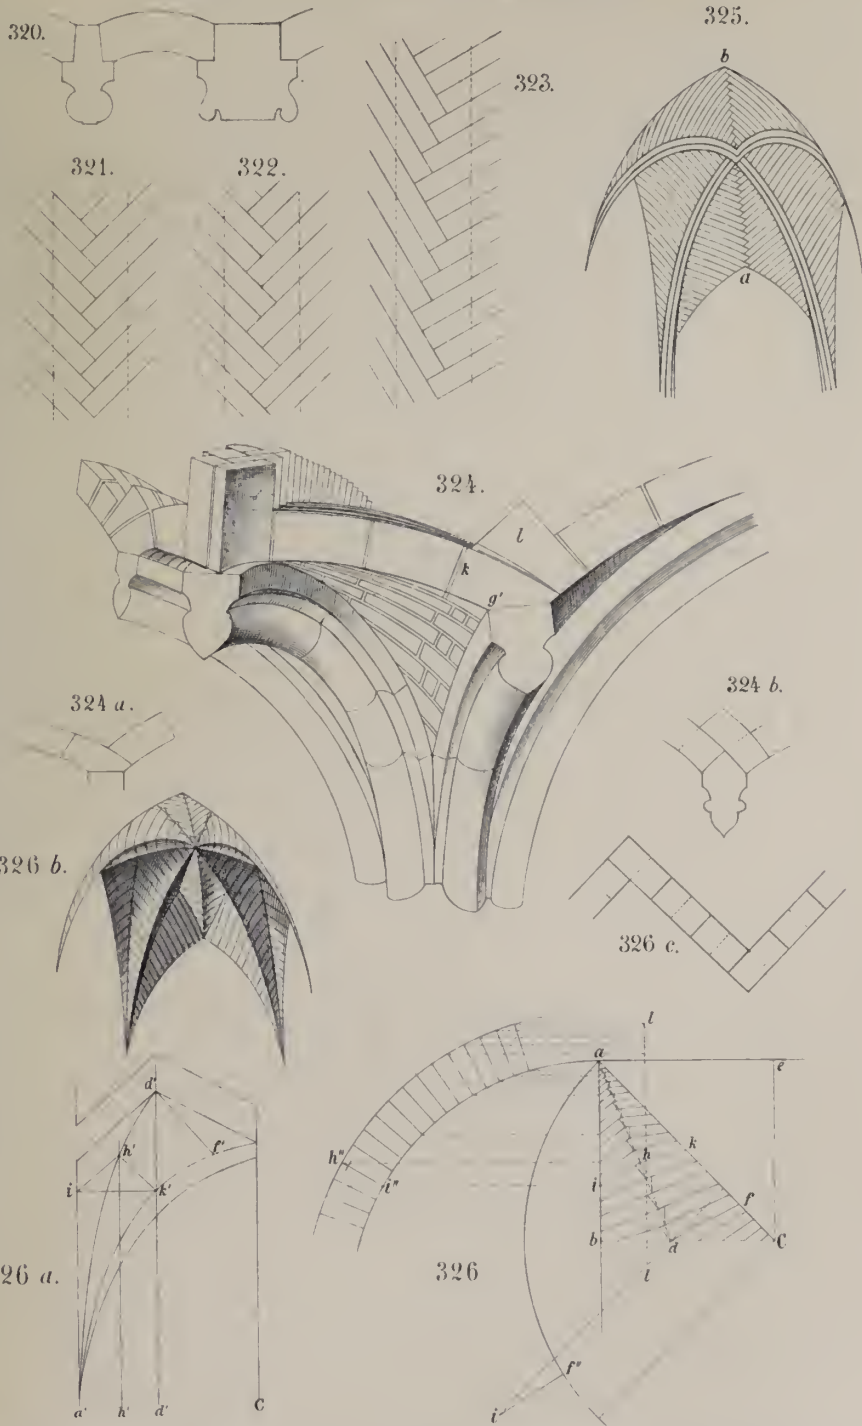 320.
325.
b
323.
321.
322.
a
324.
l
k
g'
324 a.
324 b.
326 b.
326 c.
l
d'
a
e
h'
f'
h"
h
k
i
k'
i"
i
f
b
d
C
26 a.
326
l
f"
a'
h'
d'
C
i'